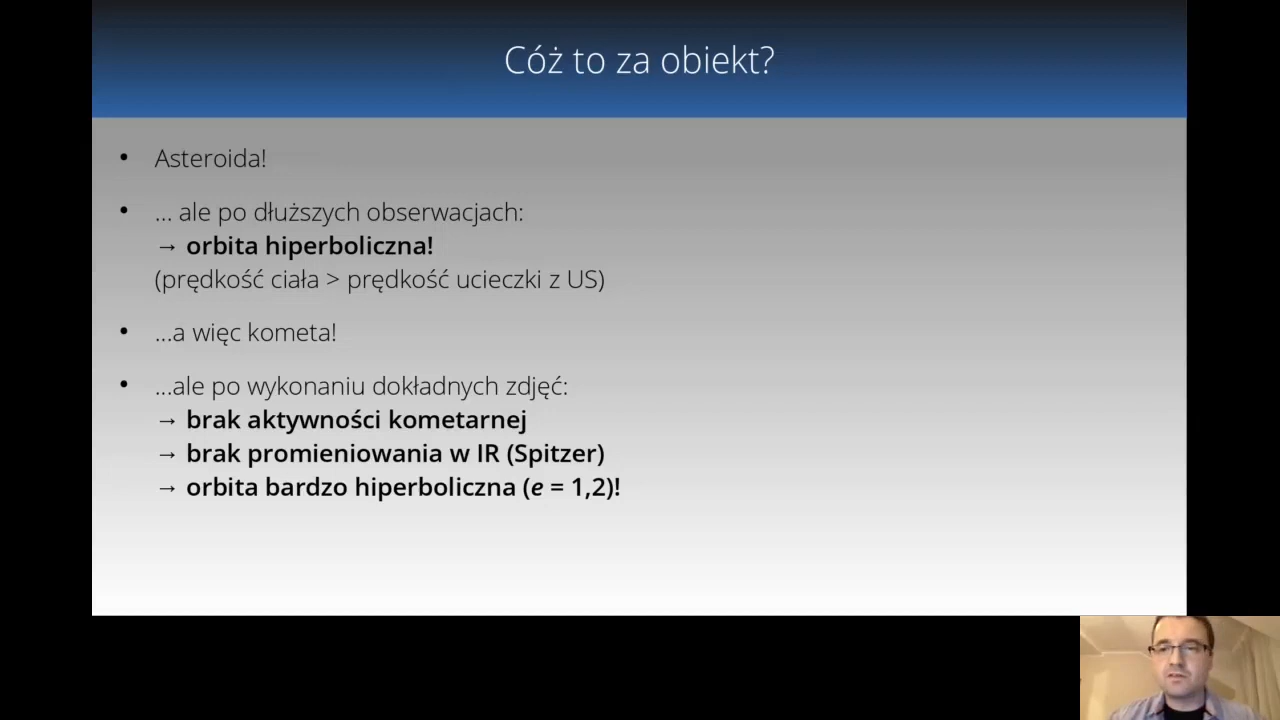 Cóż to za obiekt?
• Asteroida!
• ... ale po dłuższych obserwacjach:
→ orbita hiperboliczna!
(prędkość ciała > prędkość ucieczki z US)
• ...a więc kometa!
• ...ale po wykonaniu dokładnych zdjęć:
→ brak aktywności kometarnej
→ brak promieniowania w IR (Spitzer)
→ orbita bardzo hiperboliczna (e = 1,2)!